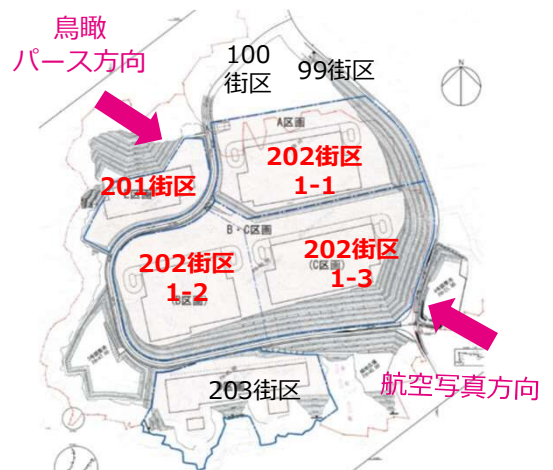 鳥瞰
パース方向
100
街区
99街区
N
A区画
202街区
1-1
201街区
B・C区画
202街区
1-2
(B区画)
202街区
1-3
(C区画)
203街区
航空写真方向